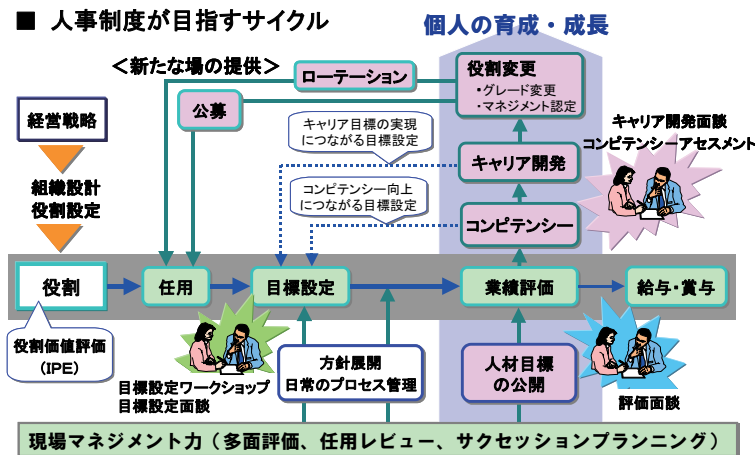 ■ 人事制度が目指すサイクル
個人の育成・成長
＜新たな場の提供＞
ローテーション
役割変更
・グレード変更
・マネジメント認定
公募
経営戦略
キャリア目標の実現
につながる目標設定
キャリア開発面談
コンピテンシーアセスメント
キャリア開発
組織設計
役割設定
コンピテンシー向上
につながる目標設定
コンピテンシー
役割
任用
目標設定
業績評価
給与・賞与
役割価値評価
（IPE）
方針展開
日常のプロセス管理
人材目標
の公開
目標設定ワークショップ
目標設定面談
評価面談
現場マネジメント力（多面評価、任用レビュー、サクセッションプランニング）